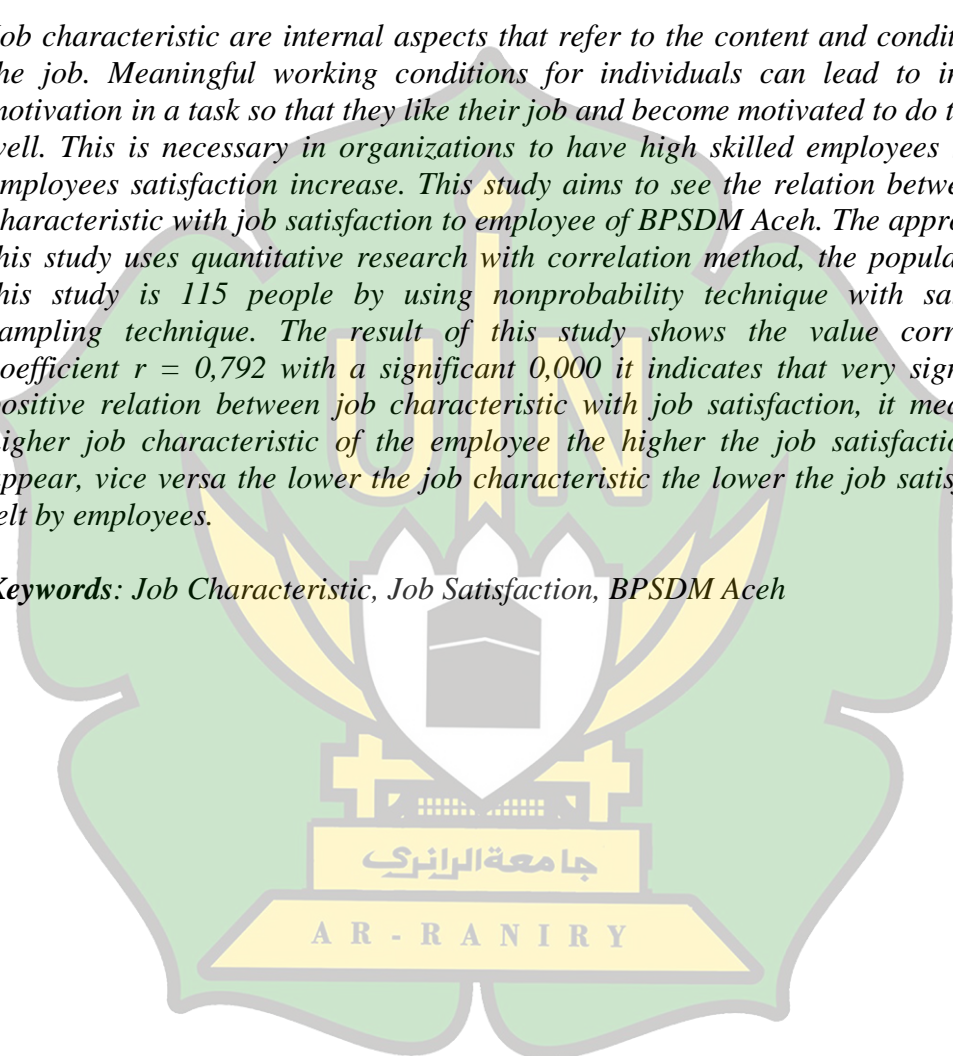 Job characteristic are internal aspects that refer to the content and condit
the job. Meaningful working conditions for individuals can lead to in
motivation in a task so that they like their job and become motivated to do t
well. This is necessary in organizations to have high skilled employees
employees satisfaction increase. This study aims to see the relation betwe
characteristic with job satisfaction to employee of BPSDM Aceh. The appro
this study uses quantitative research with correlation method, the popula
this study is 115 people by using nonprobability technique with sa
sampling technique. The result of this study shows the value corr
coefficient r = 0,792 with a significant 0,000 it indicates that very sign
positive relation between job characteristic with job satisfaction, it mea
higher job characteristic of the employee the higher the job satisfactio
appear, vice versa the lower the job characteristic the lower the job satis
felt by employees.
Keywords: Job Characteristic, Job Satisfaction, BPSDM Aceh
UIN
جامعةالرانري
AR-RANIRY